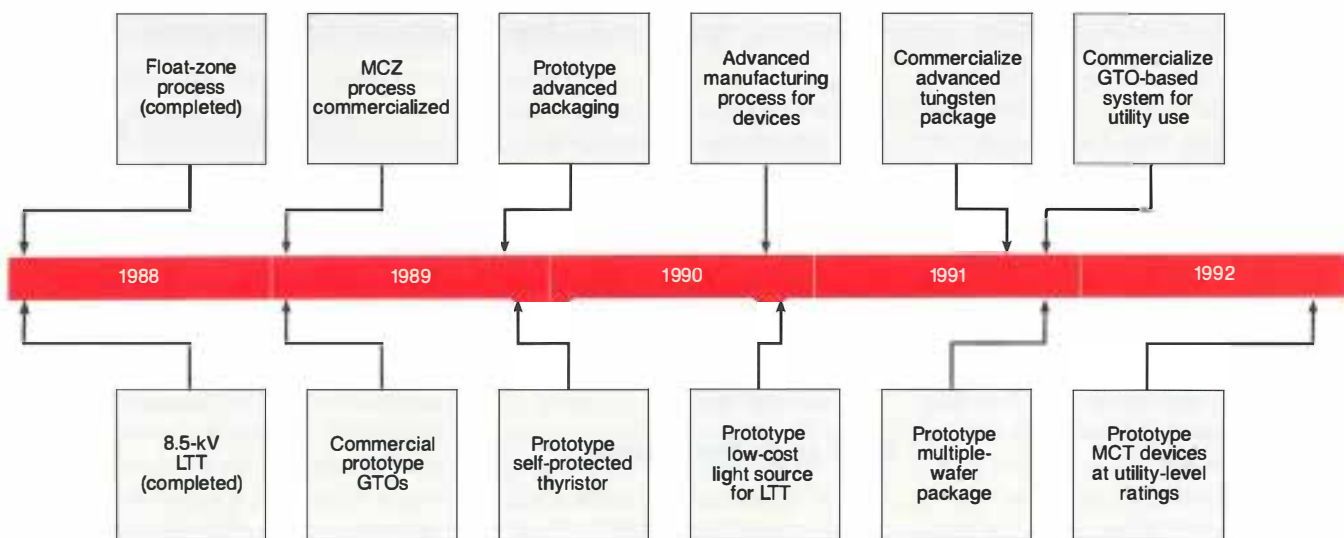 Float-zone
process
(completed)
MCZ
process
commercialized
Prototype
advanced
packaging
Advanced
manufacturing
process for
devices
Commercialize
advanced
tungsten
package
Commercialize
GTO-based
system for
utility use
1988
1989
1990
1991
1992
8.5-kV
LTT
(completed)
Commercial
prototype
GTOs
Prototype
self-protected
thyristor
Prototype
low-cost
light source
for LTT
Prototype
multiple-
wafer
package
Prototype
MCT devices
at utility-level
ratings